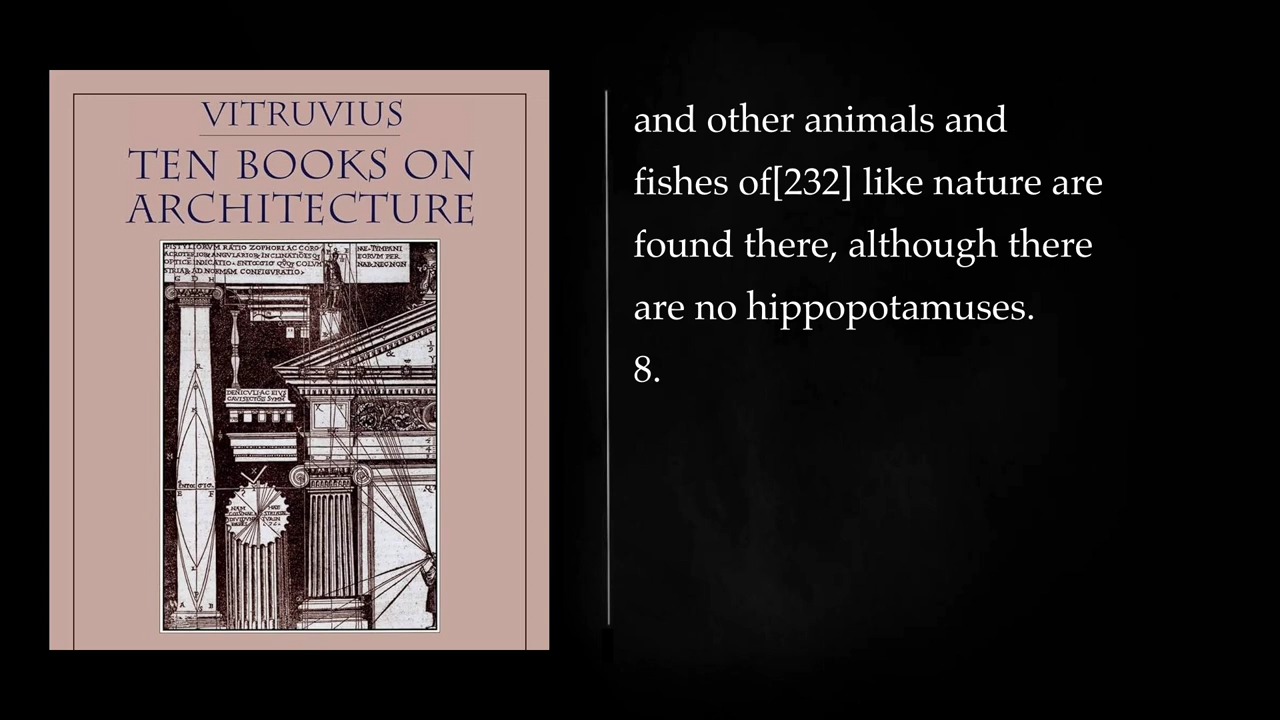 VITRUVIUS
TEN BOOKS ON
ARCHITECTURE
and other animals and
fishes of[232] like nature are
found there, although there
are no hippopotamuses.
8.